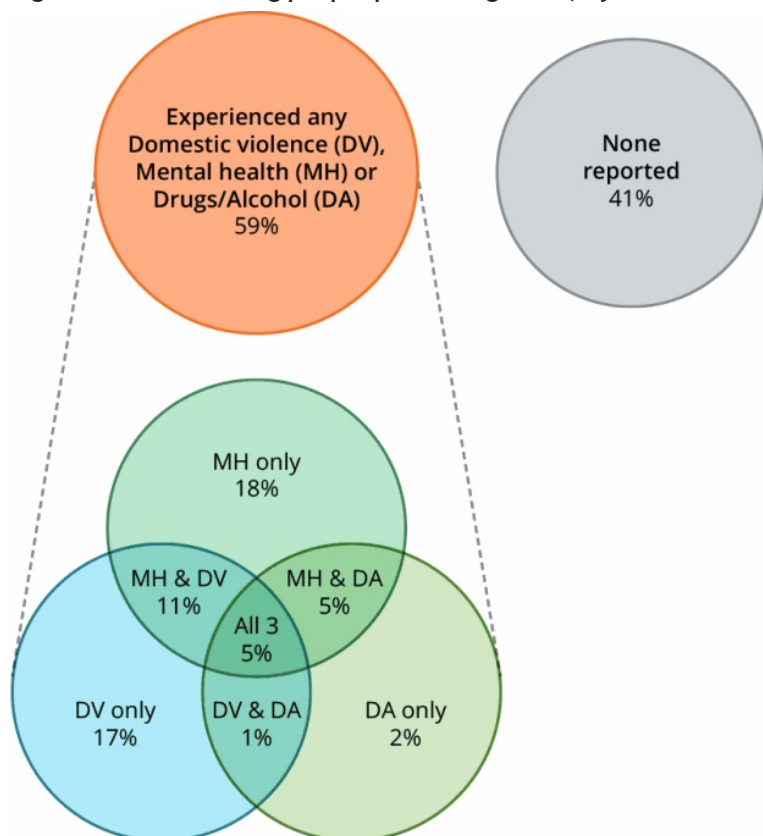 Experienced any
Domestic violence (DV),
Mental health (MH) or
Drugs/Alcohol (DA)
59%
None
reported
41%
MH only
18%
MH & DV
11%
MH & DA
5%
All 3
5%
DV only
17%
DV & DA
1%
DA only
2%